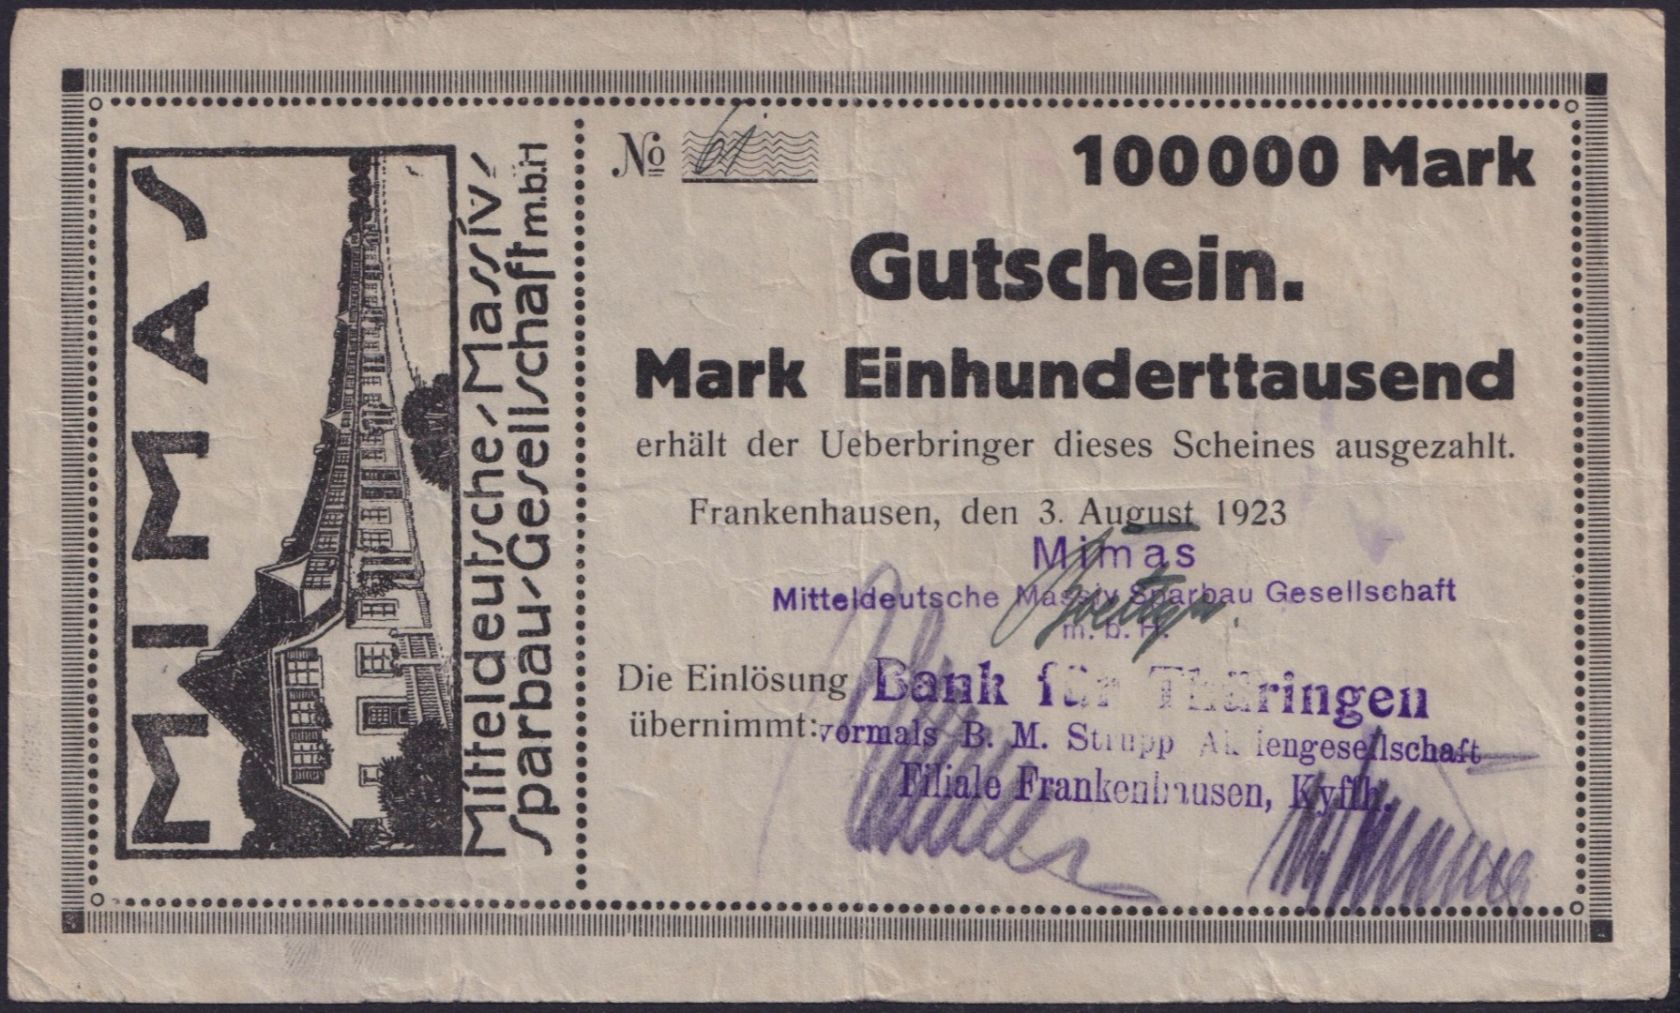 MIMAS
Mitteldeutsche-Massiv-
Sparbau-Gesellschaft m.b.H
No 61
100000 Mark
Gutschein.
Mark Einhunderttausend
erhält der Ueberbringer dieses Scheines ausgezahlt.
Frankenhausen, den 3. August 1923
Mimas
Mitteldeutsche Massiv Sparbau Gesellschaft
m. b. H.
Die Einlösung
übernimmt:
Bank für Thüringen
vormals B. M. Strupp Aktiengesellschaft
Filiale Frankenhausen, Kyffh.